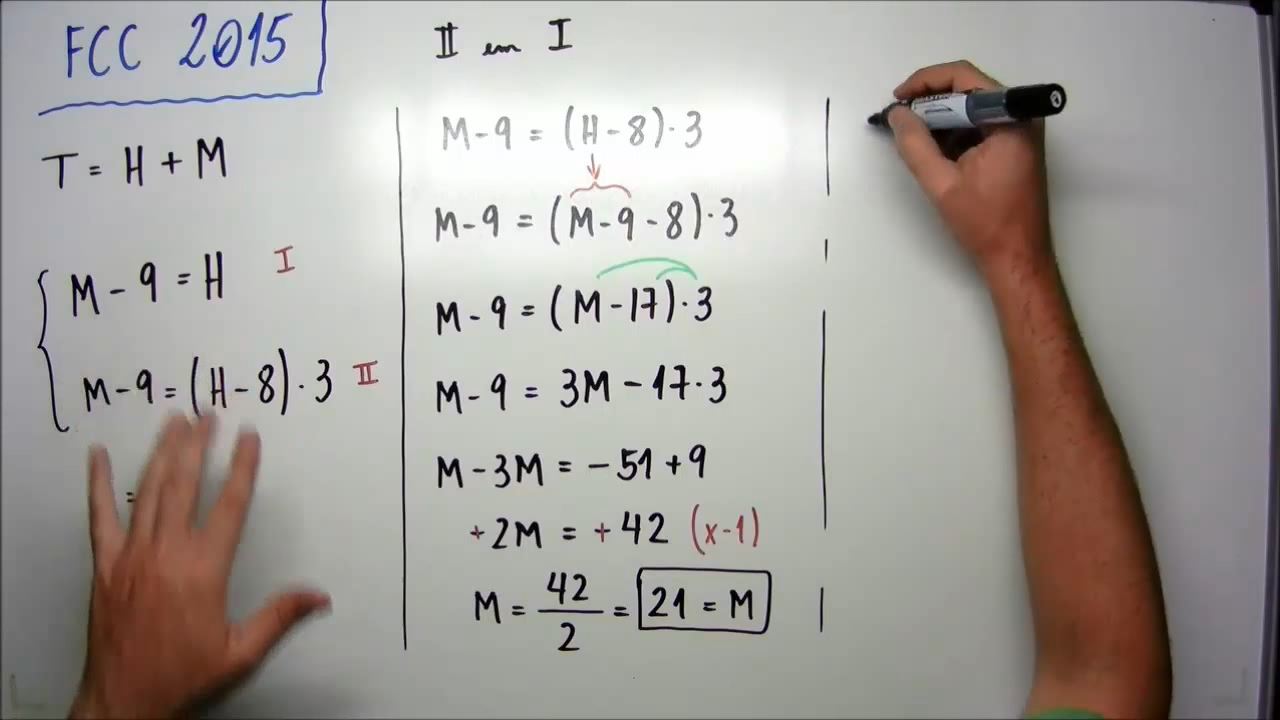 FCC 2015
T = H + M
M - 9 = H I
M - 9 = (H - 8) · 3 II
=
II em I
M - 9 = (H - 8) · 3
M - 9 = (M - 9 - 8) · 3
M - 9 = (M - 17) · 3
M - 9 = 3M - 17 · 3
M - 3M = - 51 + 9
+ 2M = + 42 (x-1)
M = 42/2 = 21 = M